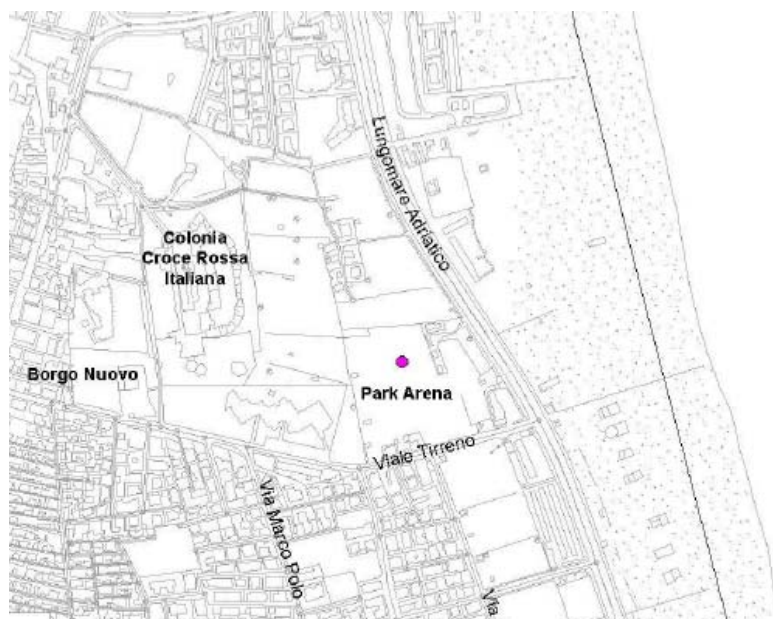 Lungomare Adriatico
Colonia
Croce Rossa
Italiana
Borgo Nuovo
Park Arena
Viale Tirreno
Via Marco Polo
Via